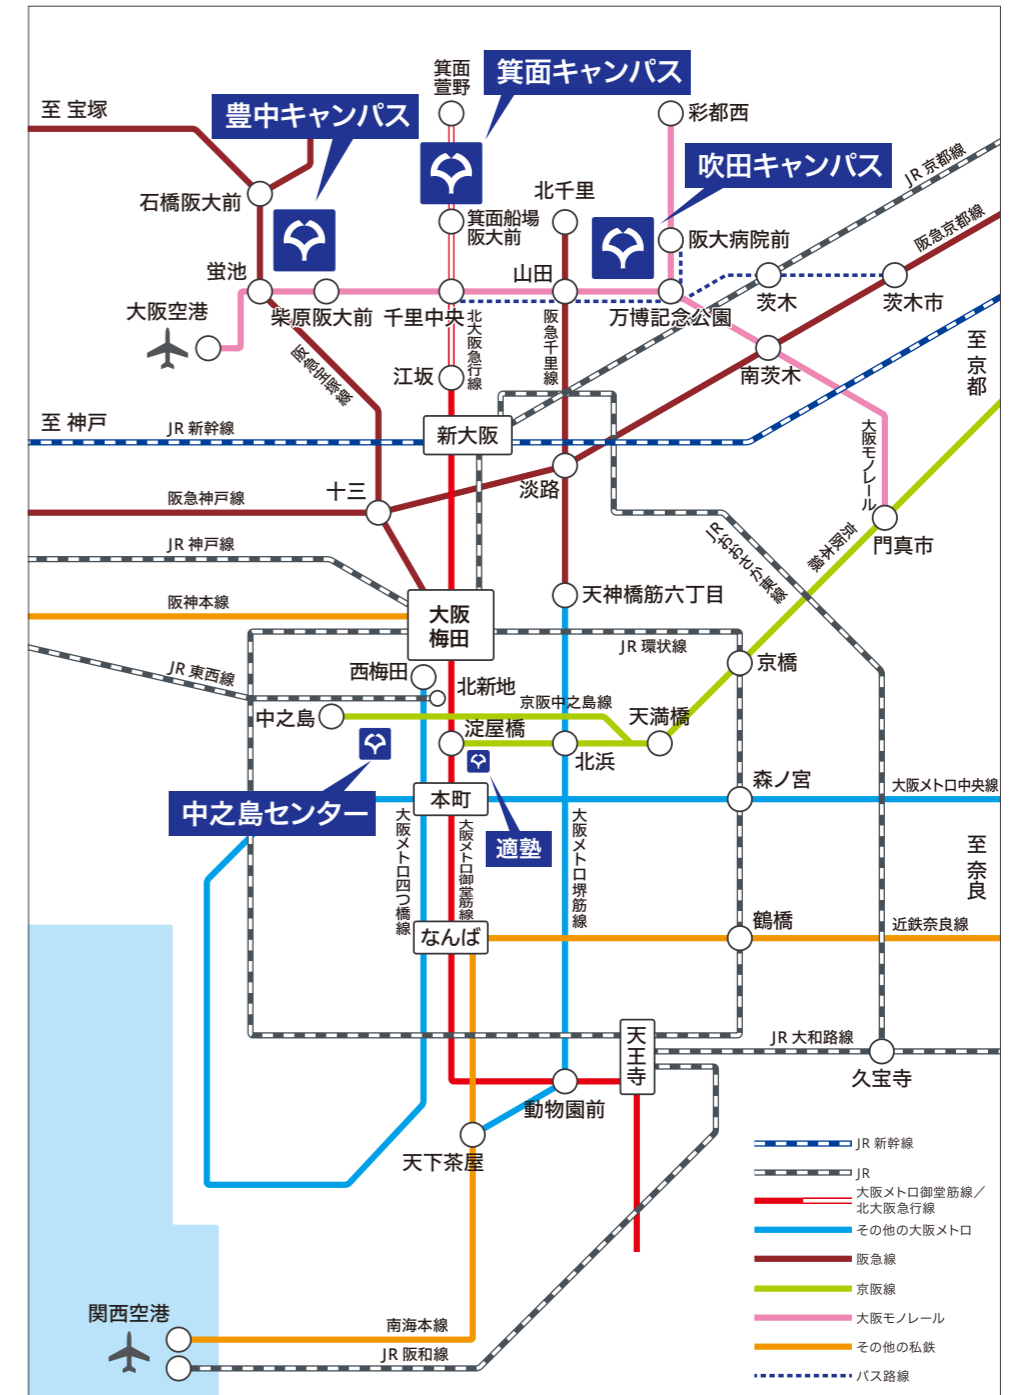 箕面
萱野
箕面キャンパス
至 宝塚
豊中キャンパス
彩都西
吹田キャンパス
JR 京都線
石橋阪大前
北千里
箕面船場
阪大前
阪大病院前
阪急京都線
蛍池
山田
茨木
茨木市
大阪空港
柴原阪大前
千里中央
万博記念公園
北大阪急行線
阪急千里線
阪急宝塚線
江坂
南茨木
至 京都
至 神戸
JR 新幹線
新大阪
大阪モノレール
十三
淡路
阪急神戸線
JRおおさか東線
京阪本線
門真市
JR 神戸線
阪神本線
大阪
梅田
天神橋筋六丁目
JR 環状線
京橋
JR 東西線
西梅田
北新地
中之島
京阪中之島線
天満橋
淀屋橋
北浜
中之島センター
本町
森ノ宮
大阪メトロ中央線
適塾
大阪メトロ四つ橋線
大阪メトロ御堂筋線
大阪メトロ堺筋線
至 奈良
なんば
鶴橋
近鉄奈良線
天王寺
JR 大和路線
久宝寺
動物園前
天下茶屋
関西空港
南海本線
JR 阪和線
JR 新幹線
JR
大阪メトロ御堂筋線／
北大阪急行線
その他の大阪メトロ
阪急線
京阪線
大阪モノレール
その他の私鉄
バス路線